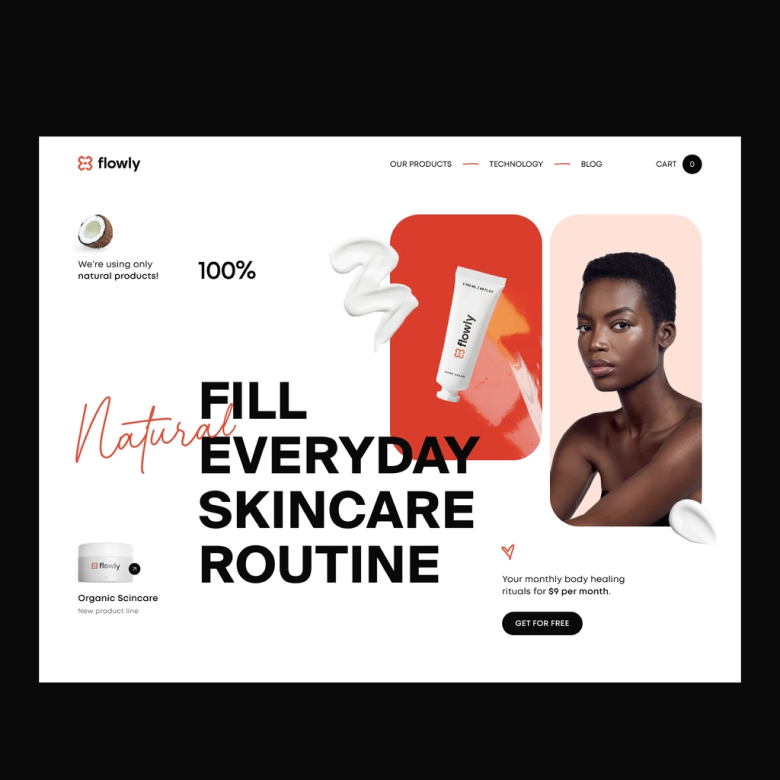 flowly
OUR PRODUCTS
TECHNOLOGY
BLOG
CART 0
We're using only
natural products!
100%
flowly
Natural
FILL
EVERYDAY
SKINCARE
ROUTINE
flowly
Organic Scincare
New product line
Your monthly body healing
rituals for $9 per month.
GET FOR FREE